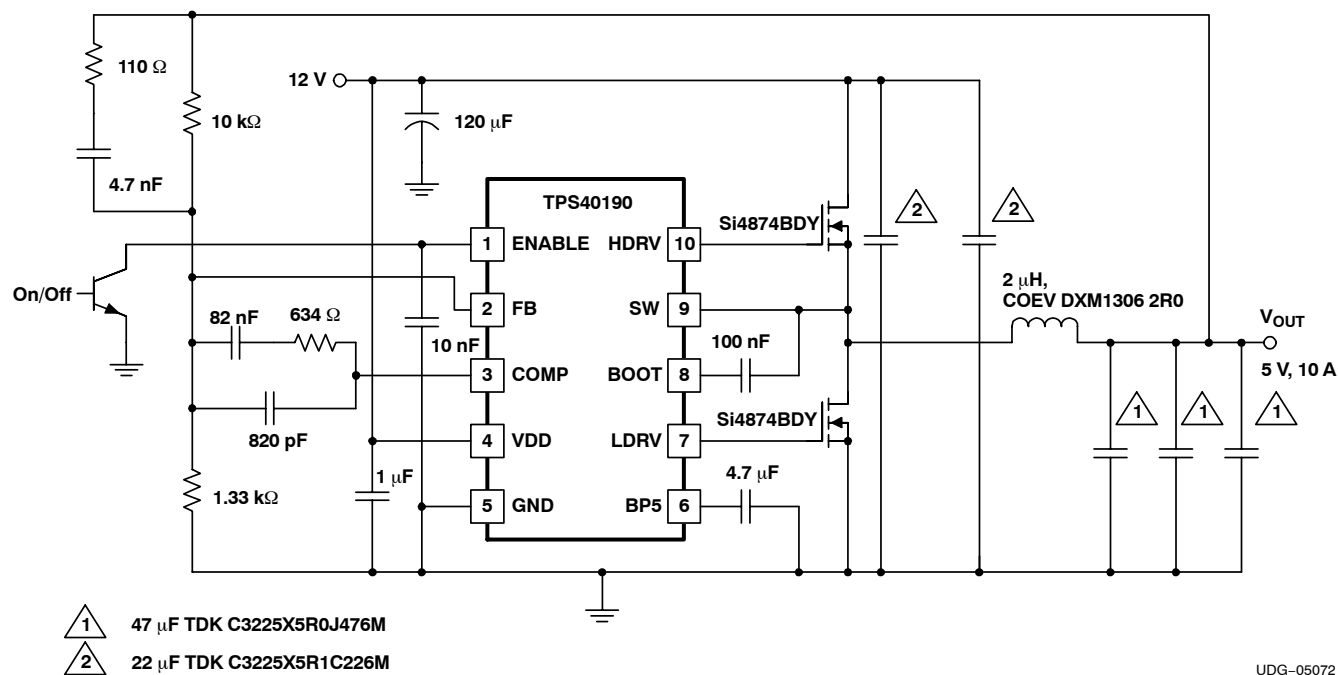 110 Ω
10 kΩ
4.7 nF
12 V
120 μF
TPS40190
1 ENABLE HDRV 10
2 FB SW 9
3 COMP BOOT 8
4 VDD LDRV 7
5 GND BP5 6
On/Off
82 nF
634 Ω
820 pF
1.33 kΩ
10 nF
1 μF
Si4874BDY
100 nF
Si4874BDY
4.7 μF
2
2
2 μH,
COEV DXM1306 2R0
VOUT
5 V, 10 A
1
1
1
1 47 μF TDK C3225X5R0J476M
2 22 μF TDK C3225X5R1C226M
UDG−05072